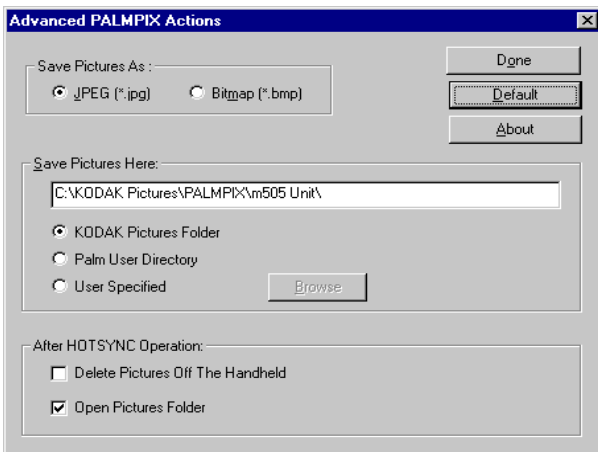 Advanced PALMPIX Actions
Save Pictures As :
JPEG (*.jpg)
Bitmap (*.bmp)
Done
Default
About
Save Pictures Here:
C:\KODAK Pictures\PALMPIX\m505 Unit\
KODAK Pictures Folder
Palm User Directory
User Specified
Browse
After HOTSYNC Operation:
Delete Pictures Off The Handheld
Open Pictures Folder